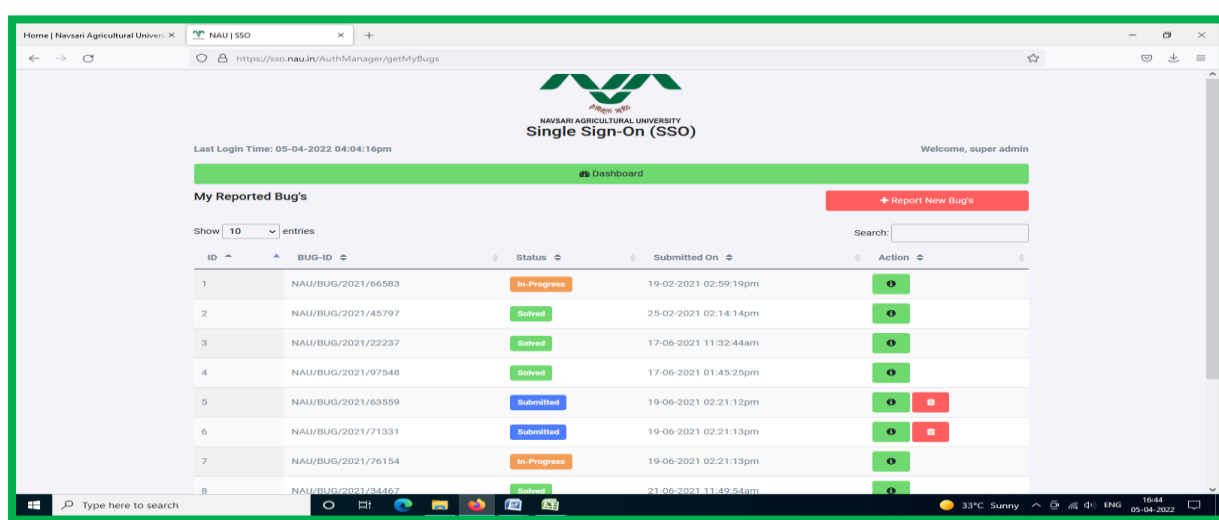 Home | Navsari Agricultural Univers
NAU | SSO
https://sso.nau.in/AuthManager/getMyBugs
NAVSARI AGRICULTURAL UNIVERSITY
Single Sign-On (SSO)
Last Login Time: 05-04-2022 04:04:16pm
Welcome, super admin
Dashboard
My Reported Bug's
+ Report New Bug's
Show 10 entries
Search:
ID BUG-ID Status Submitted On Action
1 NAU/BUG/2021/66583 In-Progress 19-02-2021 02:59:19pm
2 NAU/BUG/2021/45797 Solved 25-02-2021 02:14:14pm
3 NAU/BUG/2021/22237 Solved 17-06-2021 11:32:44am
4 NAU/BUG/2021/97548 Solved 17-06-2021 01:45:25pm
5 NAU/BUG/2021/63559 Submitted 19-06-2021 02:21:12pm
6 NAU/BUG/2021/71331 Submitted 19-06-2021 02:21:13pm
7 NAU/BUG/2021/76154 In-Progress 19-06-2021 02:21:13pm
8 NAU/BUG/2021/34467 Solved 21-06-2021 11:49:54am
Type here to search
33°C Sunny
ENG
16:44
05-04-2022